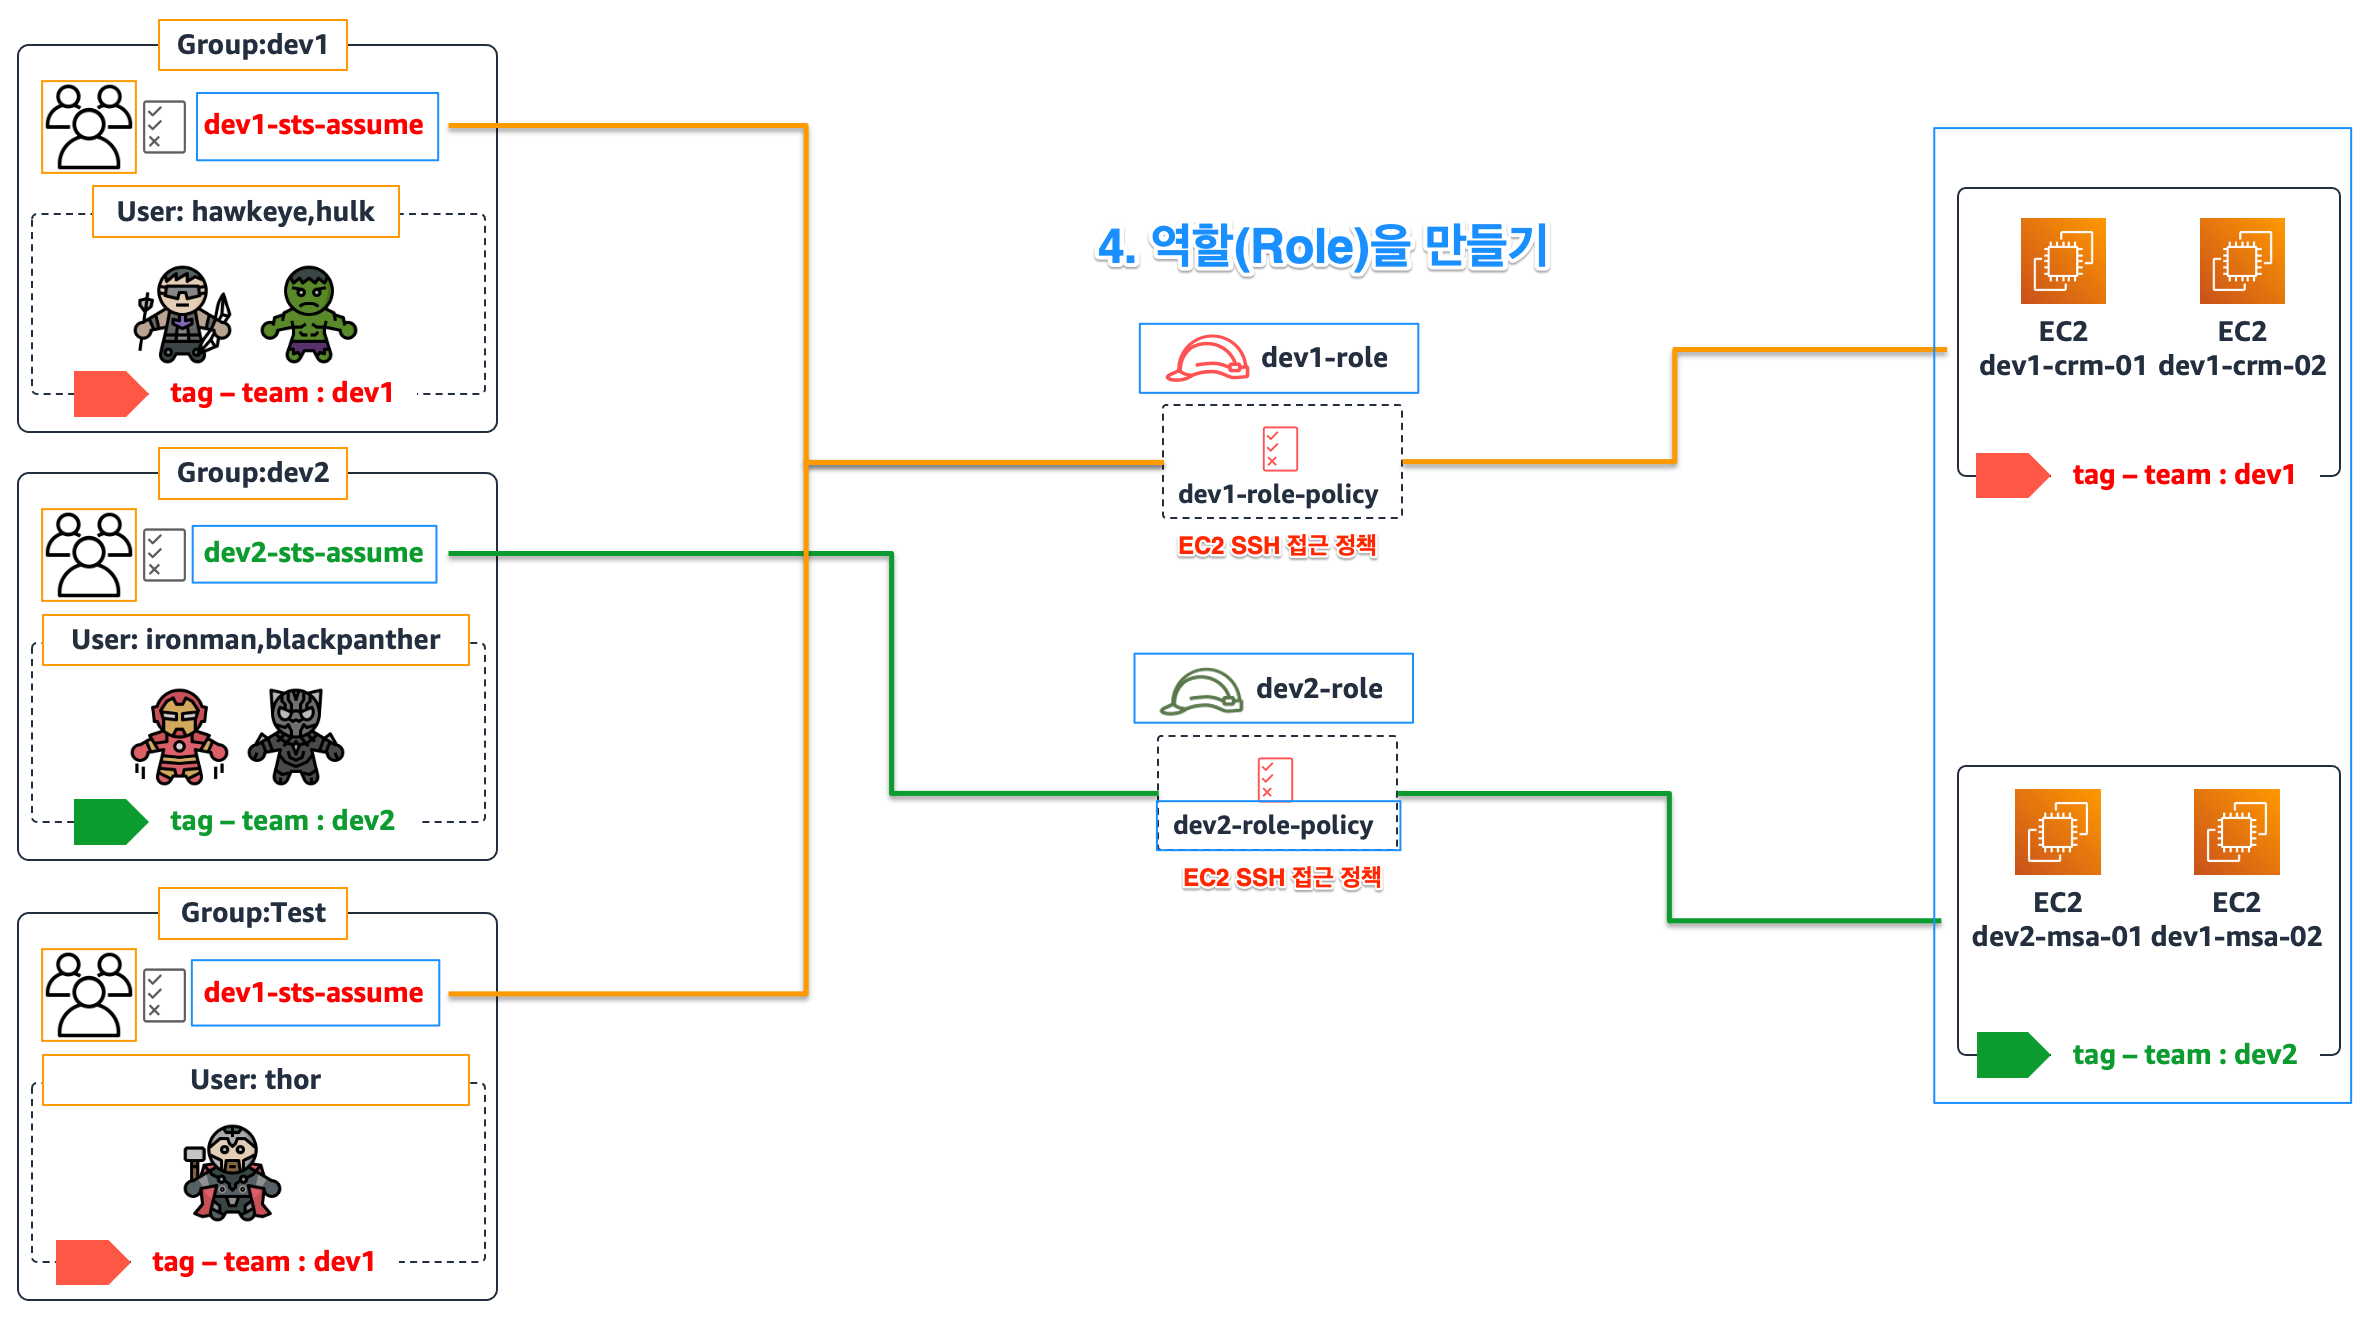 Group:dev1
dev1-sts-assume
User: hawkeye,hulk
tag – team : dev1
Group:dev2
dev2-sts-assume
User: ironman,blackpanther
tag – team : dev2
Group:Test
dev1-sts-assume
User: thor
tag – team : dev1
4. 역할(Role)을 만들기
dev1-role
dev1-role-policy
EC2 SSH 접근 정책
dev2-role
dev2-role-policy
EC2 SSH 접근 정책
EC2 EC2
dev1-crm-01 dev1-crm-02
tag – team : dev1
EC2 EC2
dev2-msa-01 dev1-msa-02
tag – team : dev2